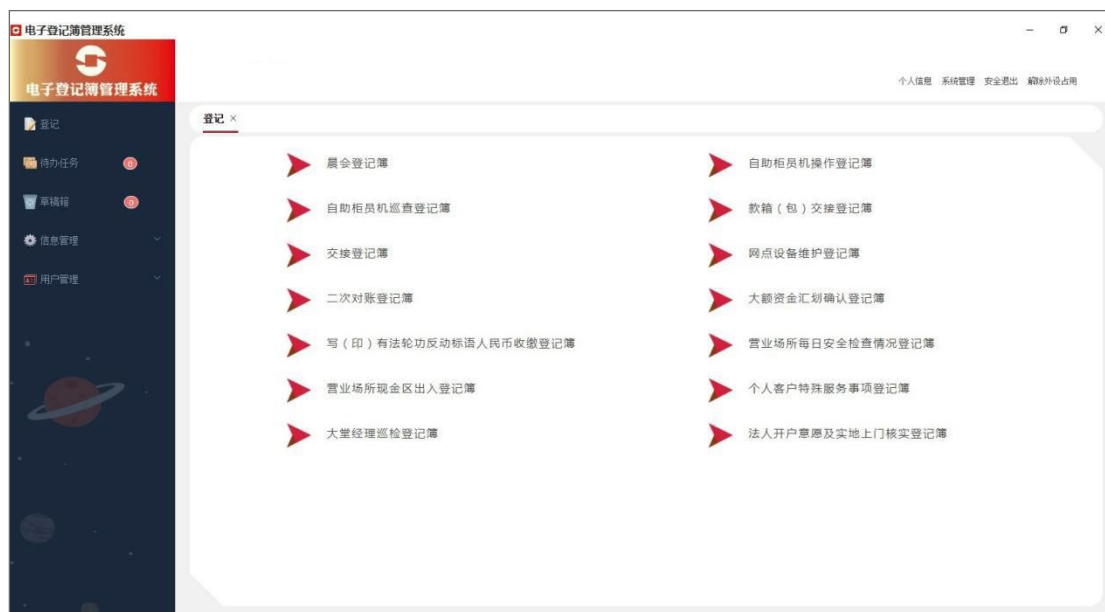 电子登记簿管理系统
电子登记簿管理系统
个人信息 系统管理 安全退出 解除外设占用
登记
待办任务 0
草稿箱 0
信息管理
用户管理
登记 ×
晨会登记簿 自助柜员机操作登记簿
自助柜员机巡查登记簿 款箱（包）交接登记簿
交接登记簿 网点设备维护登记簿
二次对账登记簿 大额资金汇划确认登记簿
写（印）有法轮功反动标语人民币收缴登记簿 营业场所每日安全检查情况登记簿
营业场所现金区出入登记簿 个人客户特殊服务事项登记簿
大堂经理巡检登记簿 法人开户意愿及实地上门核实登记簿